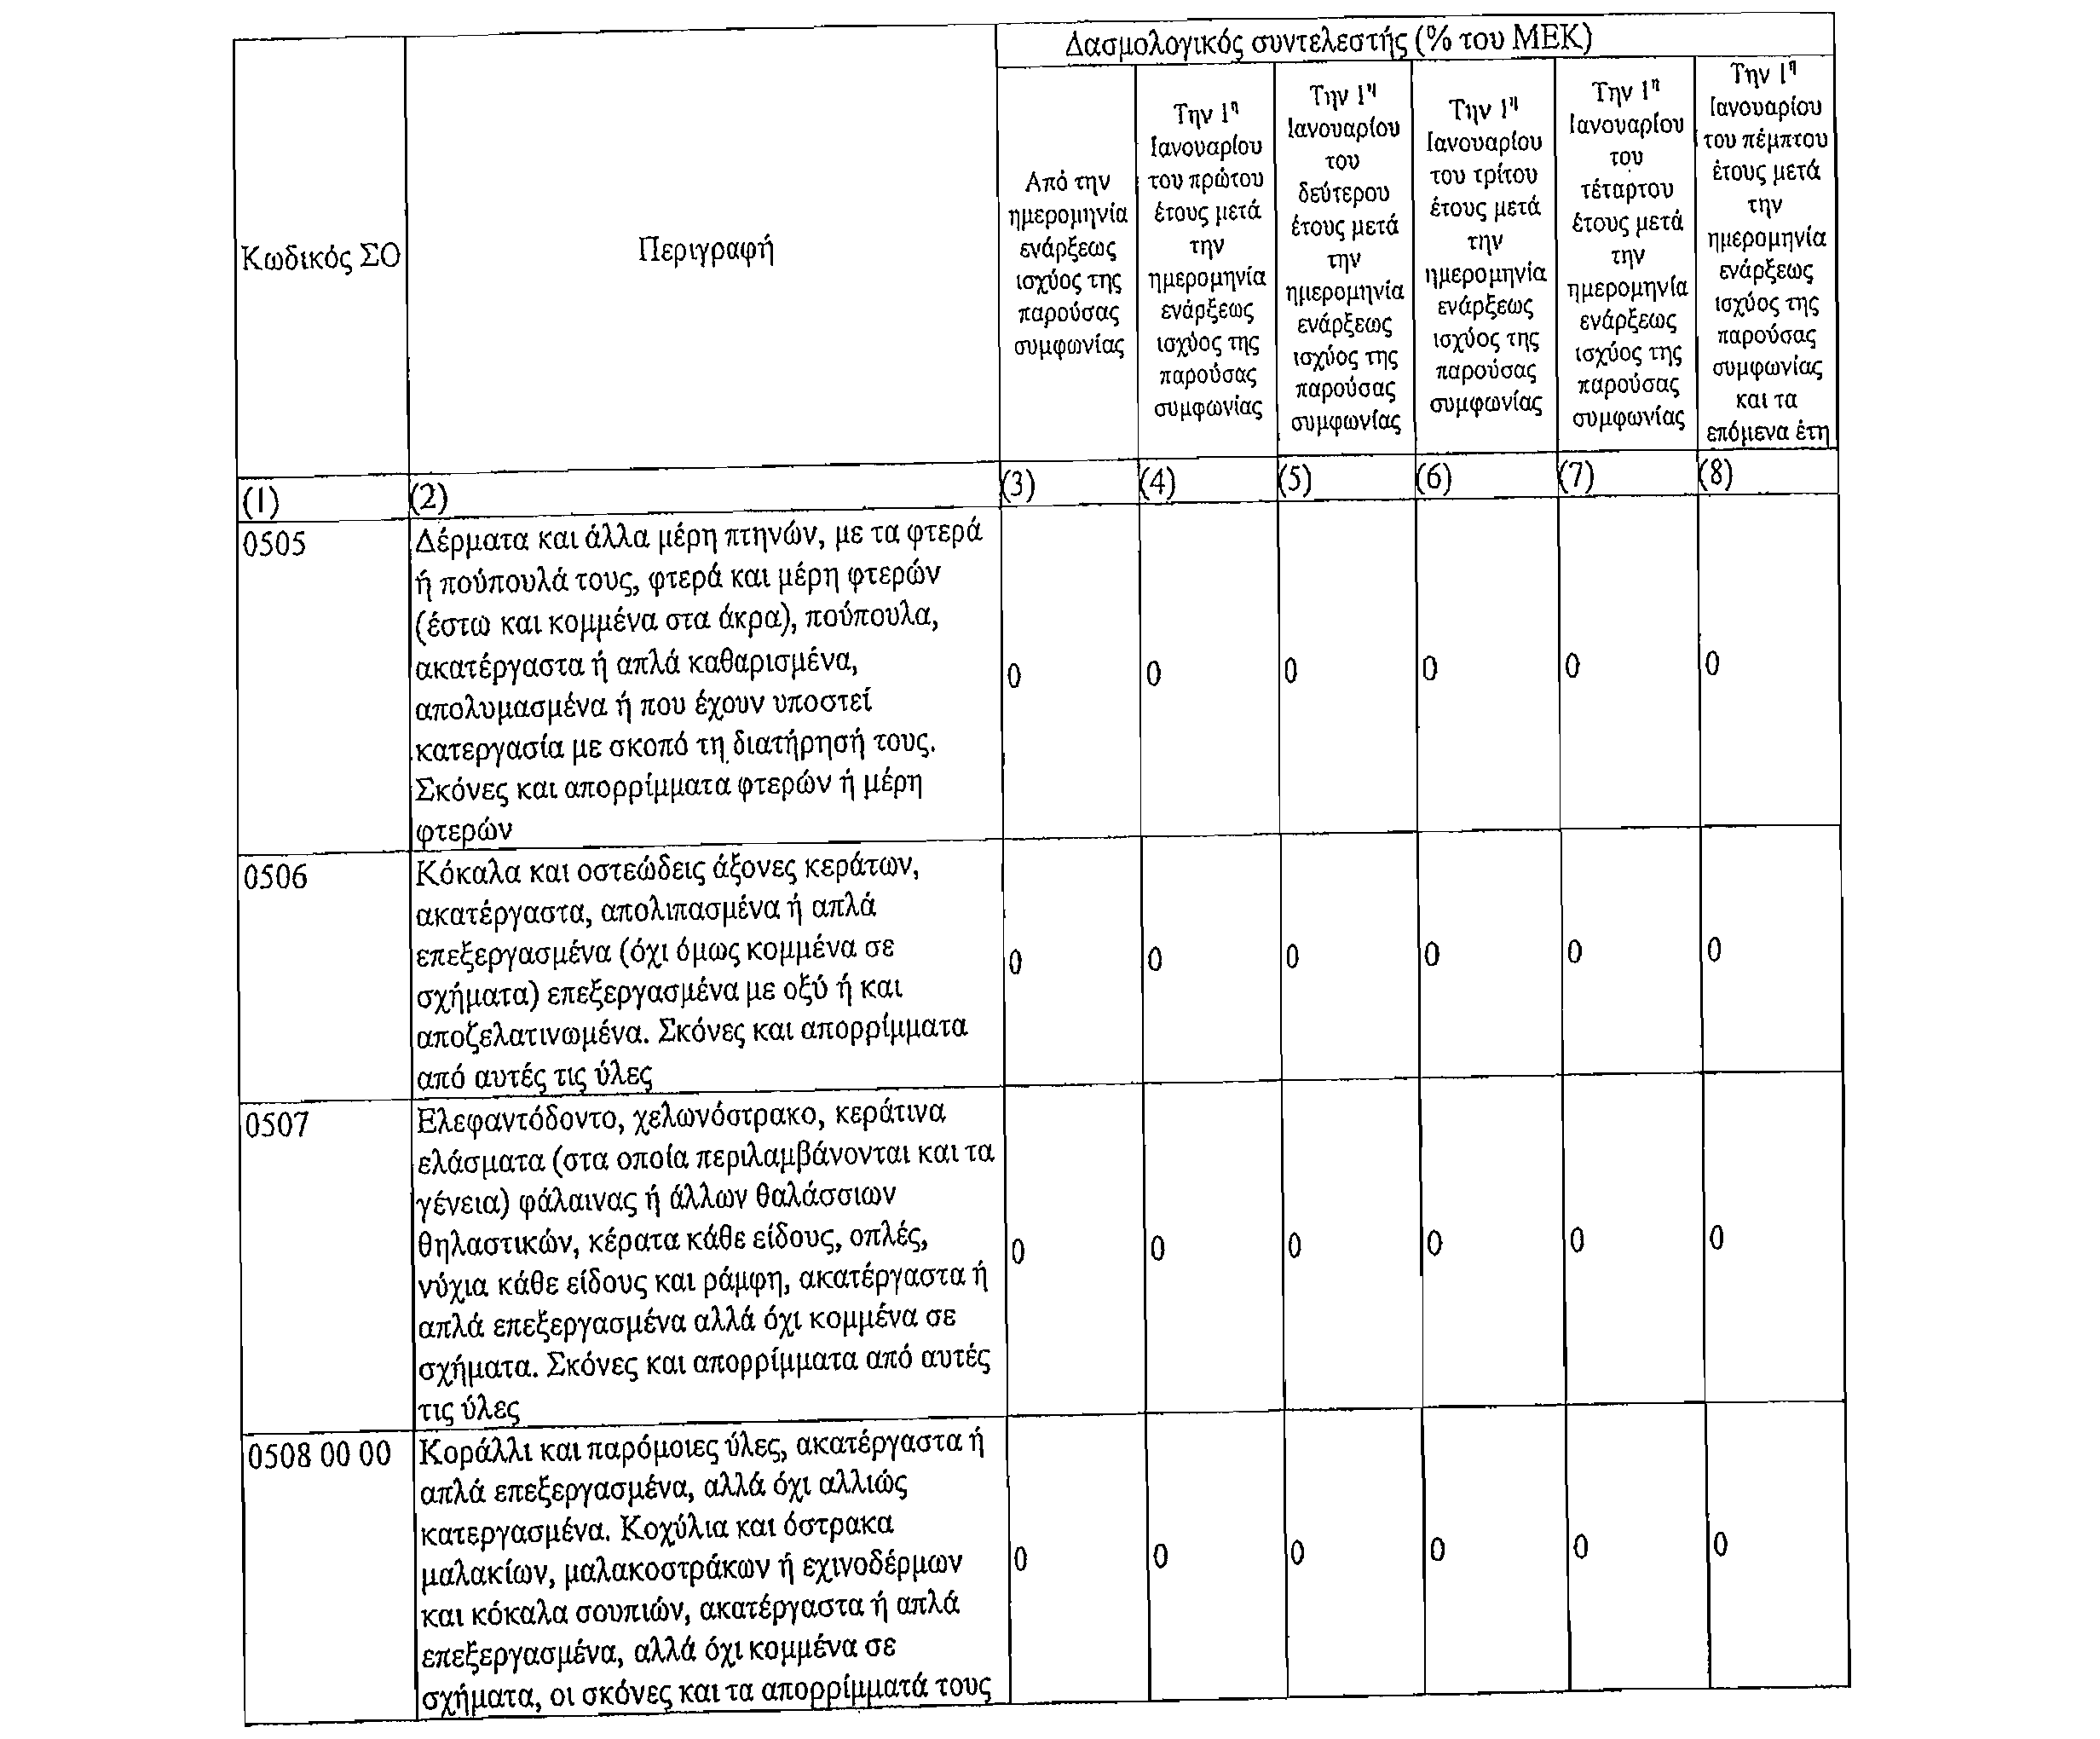 Δασμολογικός συντελεστής (% του ΜΕΚ)
Κωδικός ΣΟ
Περιγραφή
Από την
ημερομηνία
ενάρξεως
ισχύος της
παρούσας
συμφωνίας
Την 1η
Ιανουαρίου
του πρώτου
έτους μετά
την
ημερομηνία
ενάρξεως
ισχύος της
παρούσας
συμφωνίας
Την 1η
Ιανουαρίου
του
δεύτερου
έτους μετά
την
ημερομηνία
ενάρξεως
ισχύος της
παρούσας
συμφωνίας
Την 1η
Ιανουαρίου
του τρίτου
έτους μετά
την
ημερομηνία
ενάρξεως
ισχύος της
παρούσας
συμφωνίας
Την 1η
Ιανουαρίου
του
τέταρτου
έτους μετά
την
ημερομηνία
ενάρξεως
ισχύος της
παρούσας
συμφωνίας
Την 1η
Ιανουαρίου
του πέμπτου
έτους μετά
την
ημερομηνία
ενάρξεως
ισχύος της
παρούσας
συμφωνίας
και τα
επόμενα έτη
(1) (2) (3) (4) (5) (6) (7) (8)
0505 Δέρματα και άλλα μέρη πτηνών, με τα φτερά
ή πούπουλά τους, φτερά και μέρη φτερών
(έστω και κομμένα στα άκρα), πούπουλα,
ακατέργαστα ή απλά καθαρισμένα,
απολυμασμένα ή που έχουν υποστεί
κατεργασία με σκοπό τη διατήρησή τους.
Σκόνες και απορρίμματα φτερών ή μέρη
φτερών
0 0 0 0 0 0
0506 Κόκαλα και οστεώδεις άξονες κεράτων,
ακατέργαστα, απολιπασμένα ή απλά
επεξεργασμένα (όχι όμως κομμένα σε
σχήματα) επεξεργασμένα με οξύ ή και
αποζελατινωμένα. Σκόνες και απορρίμματα
από αυτές τις ύλες
0 0 0 0 0 0
0507 Ελεφαντόδοντο, χελωνόστρακο, κεράτινα
ελάσματα (στα οποία περιλαμβάνονται και τα
γένεια) φάλαινας ή άλλων θαλάσσιων
θηλαστικών, κέρατα κάθε είδους, οπλές,
νύχια κάθε είδους και ράμφη, ακατέργαστα ή
απλά επεξεργασμένα αλλά όχι κομμένα σε
σχήματα. Σκόνες και απορρίμματα από αυτές
τις ύλες
0 0 0 0 0 0
0508 00 00 Κοράλλι και παρόμοιες ύλες, ακατέργαστα ή
απλά επεξεργασμένα, αλλά όχι αλλιώς
κατεργασμένα. Κοχύλια και όστρακα
μαλακίων, μαλακοστράκων ή εχινοδέρμων
και κόκαλα σουπιών, ακατέργαστα ή απλά
επεξεργασμένα, αλλά όχι κομμένα σε
σχήματα, οι σκόνες και τα απορρίμματά τους
0 0 0 0 0 0